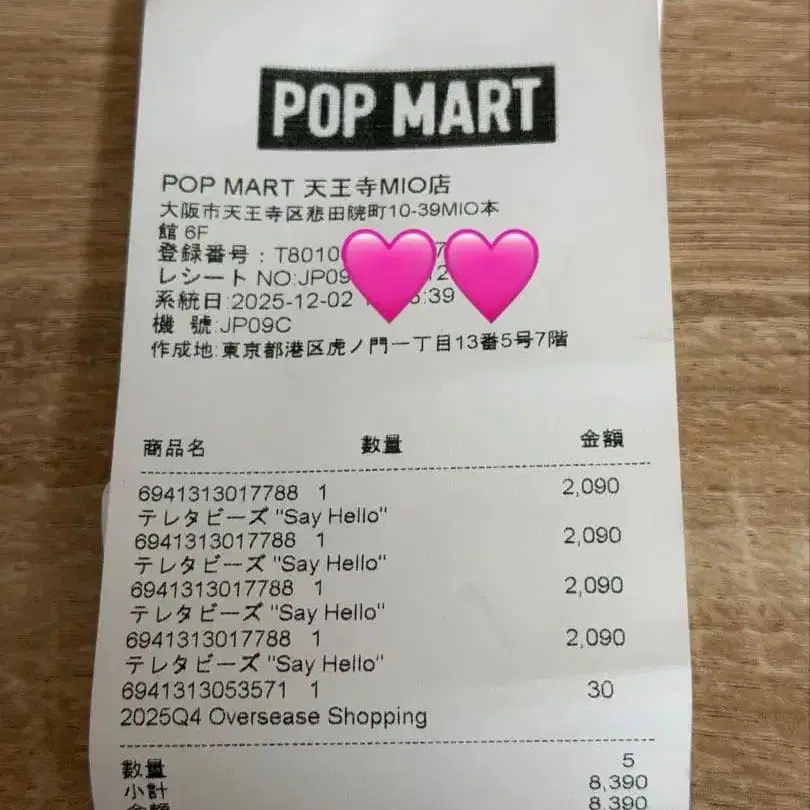 POP MART
POP MART 天王寺MIO店
大阪市天王寺区悲田院町10-39MIO本
館 6F
登録番号：T8010 7
レシート NO:JP09 12
系統日:2025-12-02 :39
機 號:JP09C
作成地:東京都港区虎ノ門一丁目13番5号7階
商品名 數量 金額
6941313017788 1 2,090
テレタビーズ "Say Hello"
6941313017788 1 2,090
テレタビーズ "Say Hello"
6941313017788 1 2,090
テレタビーズ "Say Hello"
6941313017788 1 2,090
テレタビーズ "Say Hello"
6941313053571 1 30
2025Q4 Oversease Shopping
數量 5
小計 8,390
金額 8,390